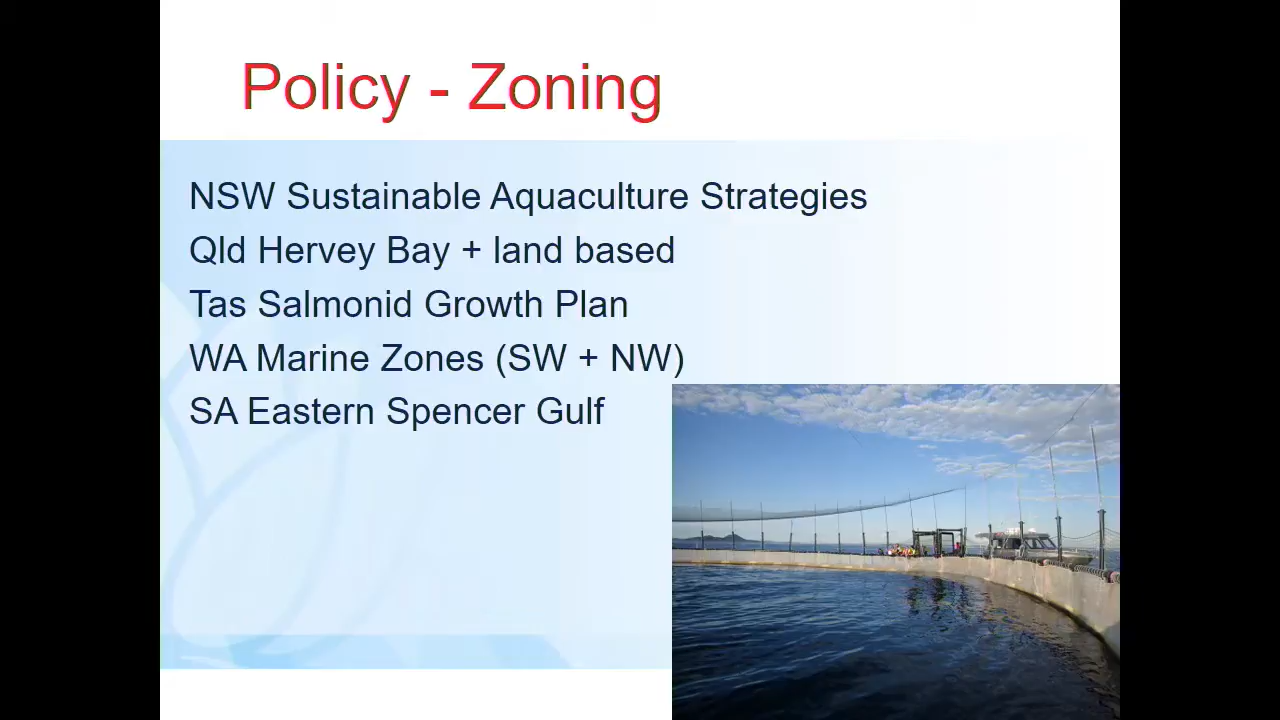 Policy - Zoning
NSW Sustainable Aquaculture Strategies
Qld Hervey Bay + land based
Tas Salmonid Growth Plan
WA Marine Zones (SW + NW)
SA Eastern Spencer Gulf